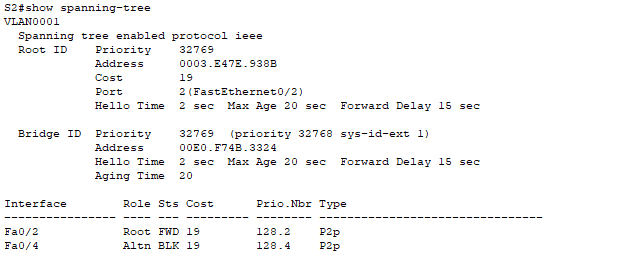 S2#show spanning-tree
VLAN0001
  Spanning tree enabled protocol ieee
  Root ID    Priority    32769
             Address     0003.E47E.938B
             Cost        19
             Port        2(FastEthernet0/2)
             Hello Time  2 sec  Max Age 20 sec  Forward Delay 15 sec

  Bridge ID  Priority    32769  (priority 32768 sys-id-ext 1)
             Address     00E0.F74B.3324
             Hello Time  2 sec  Max Age 20 sec  Forward Delay 15 sec
             Aging Time  20

Interface        Role Sts Cost      Prio.Nbr Type
---------------- ---- --- --------- -------- --------------------------------
Fa0/2            Root FWD 19        128.2    P2p
Fa0/4            Altn BLK 19        128.4    P2p